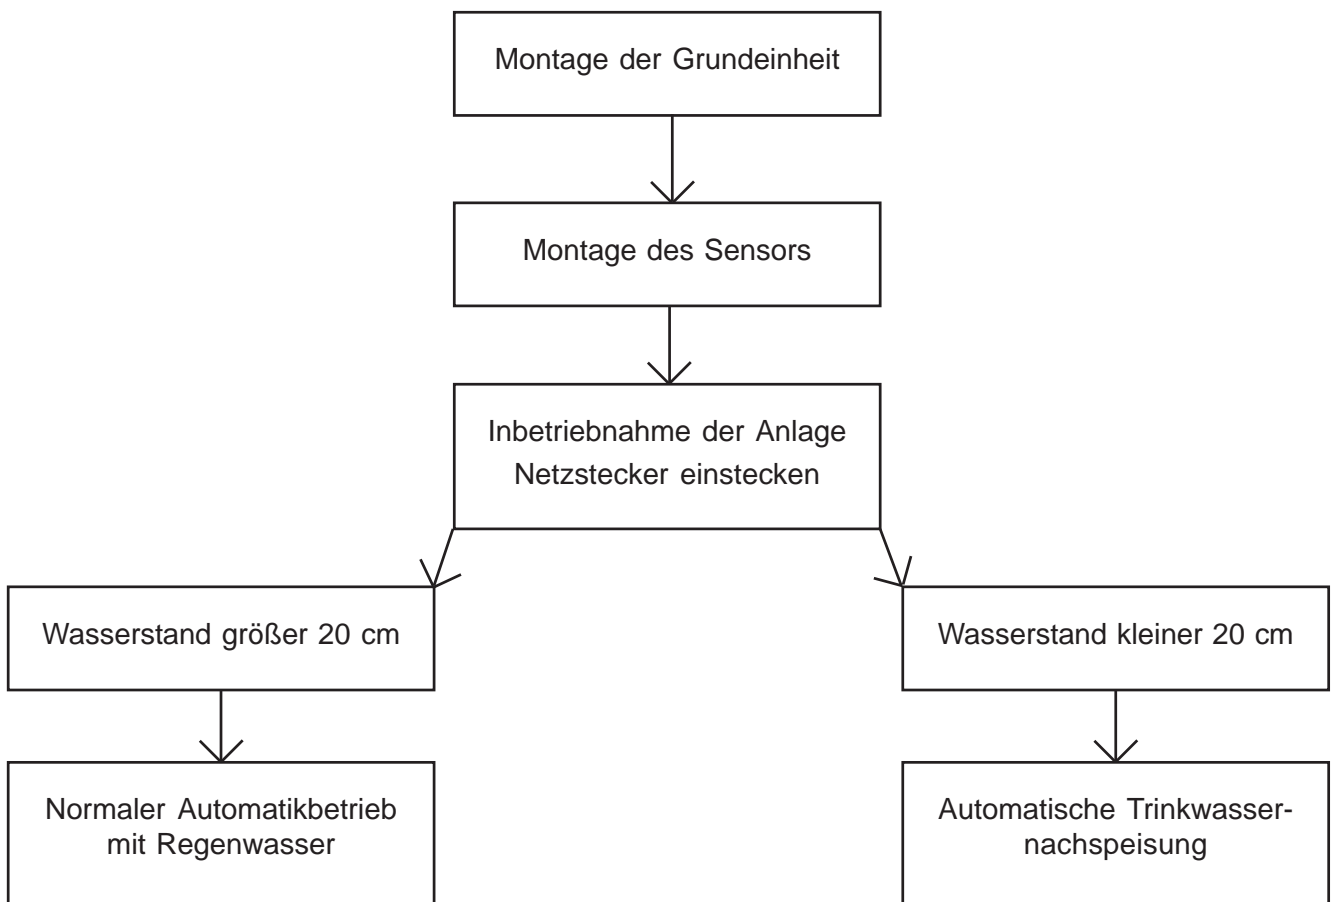 Montage der Grundeinheit
Montage des Sensors
Inbetriebnahme der Anlage
Netzstecker einstecken
Wasserstand größer 20 cm
Wasserstand kleiner 20 cm
Normaler Automatikbetrieb
mit Regenwasser
Automatische Trinkwasser-
nachspeisung